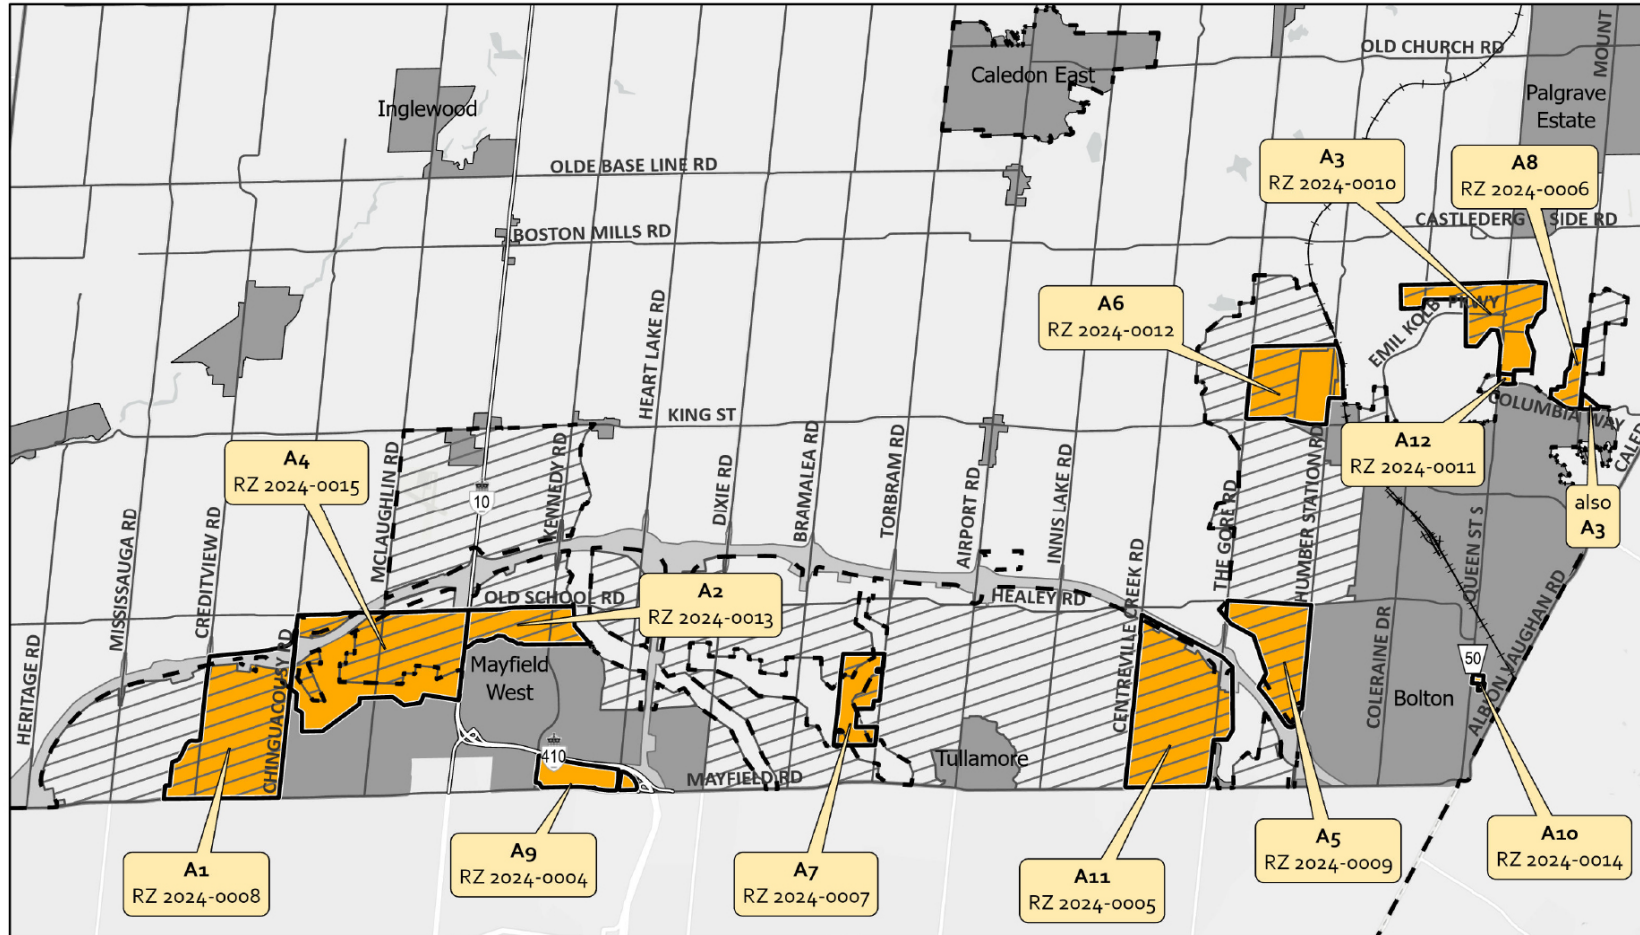 OLD CHURCH RD
MOUNT
Caledon East
Palgrave
Estate
Inglewood
OLDE BASE LINE RD
A3
RZ 2024-0010
A8
RZ 2024-0006
CASTLEDERG SIDE RD
BOSTON MILLS RD
A6
RZ 2024-0012
EMIL KOLB PKWY
HEART LAKE RD
KING ST
COLUMBIA WAY
A12
RZ 2024-0011
also
A3
A4
RZ 2024-0015
MCLAUGHLIN RD
10
KENNEDY RD
DIXIE RD
BRAMALEA RD
TORBRAM RD
AIRPORT RD
INNIS LAKE RD
CENTREVILLE CREEK RD
THE GORE RD
HUMBER STATION RD
QUEEN ST S
COLERAINE DR
ALBION VAUGHAN RD
HERITAGE RD
MISSISSAUGA RD
CREDITVIEW RD
CHINGUACOUSY RD
OLD SCHOOL RD
A2
RZ 2024-0013
HEALEY RD
Mayfield
West
50
Bolton
410
MAYFIELD RD
Tullamore
A1
RZ 2024-0008
A9
RZ 2024-0004
A7
RZ 2024-0007
A11
RZ 2024-0005
A5
RZ 2024-0009
A10
RZ 2024-0014